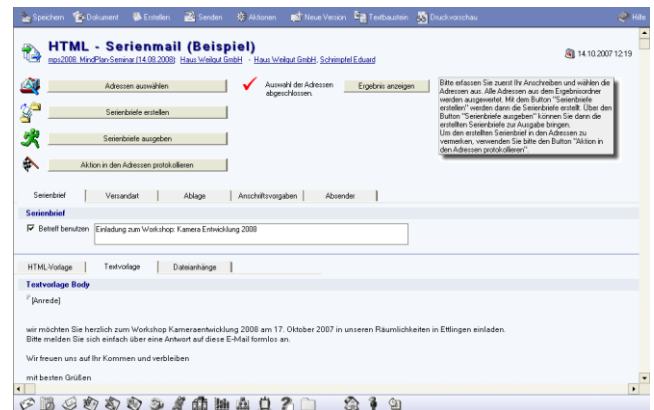 Speichern Dokument Erstellen Senden Aktionen Neue Version Textbaustein Druckvorschau Hilfe
HTML - Serienmail (Beispiel)
mps2008. MindPlan-Seminar (14.08.2008) Haus Weilgut GmbH - Haus Weilgut GmbH, Schrimpfel Eduard
14.10.2007 12:19
Adressen auswählen
Auswahl der Adressen
abgeschlossen.
Ergebnis anzeigen
Serienbriefe erstellen
Serienbriefe ausgeben
Aktion in den Adressen protokollieren
Bitte erfassen Sie zuerst Ihr Anschreiben und wählen die
Adressen aus. Alle Adressen aus dem Ergebnisordner
werden ausgewertet. Mit dem Button "Serienbriefe
erstellen" werden dann die Serienbriefe erstellt. Über den
Button "Serienbriefe ausgeben" können Sie dann die
erstellten Serienbriefe zur Ausgabe bringen.
Um den erstellten Serienbrief in den Adressen zu
vermerken, verwenden Sie bitte den Button "Aktion in
den Adressen protokollieren".
Serienbrief Versandart Ablage Anschriftsvorgaben Absender
Serienbrief
Betreff benutzen Einladung zum Workshop: Kamera Entwicklung 2008
HTML-Vorlage Textvorlage Dateianhänge
Textvorlage Body
[Anrede]
wir möchten Sie herzlich zum Workshop Kameraentwicklung 2008 am 17. Oktober 2007 in unseren Räumlichkeiten in Ettlingen einladen.
Bitte melden Sie sich einfach über eine Antwort auf diese E-Mail formlos an.
Wir freuen uns auf Ihr Kommen und verbleiben
mit besten Grüßen